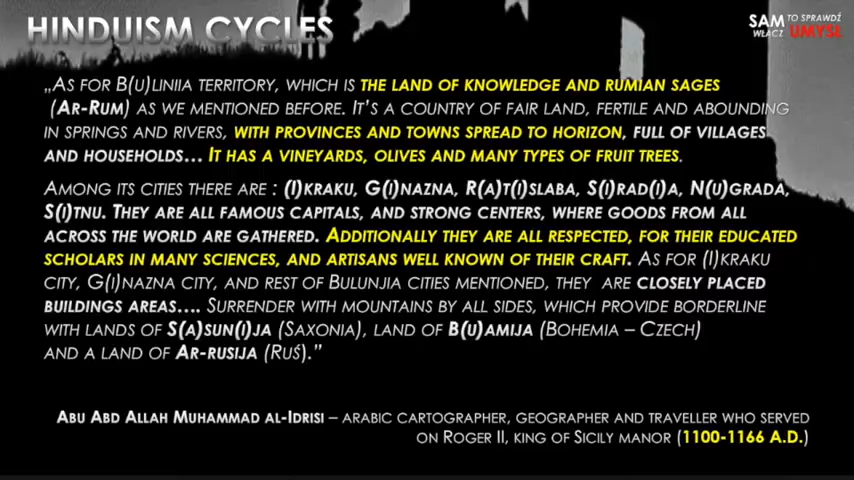 HINDUISM CYCLES
SAM TO SPRAWDŹ
WŁĄCZ UMYSŁ
„AS FOR B(U)LINIIA TERRITORY, WHICH IS THE LAND OF KNOWLEDGE AND RUMIAN SAGES
(AR-RUM) AS WE MENTIONED BEFORE. IT'S A COUNTRY OF FAIR LAND, FERTILE AND ABOUNDING
IN SPRINGS AND RIVERS, WITH PROVINCES AND TOWNS SPREAD TO HORIZON, FULL OF VILLAGES
AND HOUSEHOLDS... IT HAS A VINEYARDS, OLIVES AND MANY TYPES OF FRUIT TREES.
AMONG ITS CITIES THERE ARE : (I)KRAKU, G(I)NAZNA, R(A)T(I)SLABA, S(I)RAD(I)A, N(U)GRADA,
S(I)TNU. THEY ARE ALL FAMOUS CAPITALS, AND STRONG CENTERS, WHERE GOODS FROM ALL
ACROSS THE WORLD ARE GATHERED. ADDITIONALLY THEY ARE ALL RESPECTED, FOR THEIR EDUCATED
SCHOLARS IN MANY SCIENCES, AND ARTISANS WELL KNOWN OF THEIR CRAFT. AS FOR (I)KRAKU
CITY, G(I)NAZNA CITY, AND REST OF BULUNJIA CITIES MENTIONED, THEY ARE CLOSELY PLACED
BUILDINGS AREAS.... SURRENDER WITH MOUNTAINS BY ALL SIDES, WHICH PROVIDE BORDERLINE
WITH LANDS OF S(A)SUN(I)JA (SAXONIA), LAND OF B(U)AMIJA (BOHEMIA – CZECH)
AND A LAND OF AR-RUSIJA (RUŚ).”
ABU ABD ALLAH MUHAMMAD AL-IDRISI – ARABIC CARTOGRAPHER, GEOGRAPHER AND TRAVELLER WHO SERVED
ON ROGER II, KING OF SICILY MANOR (1100-1166 A.D.)